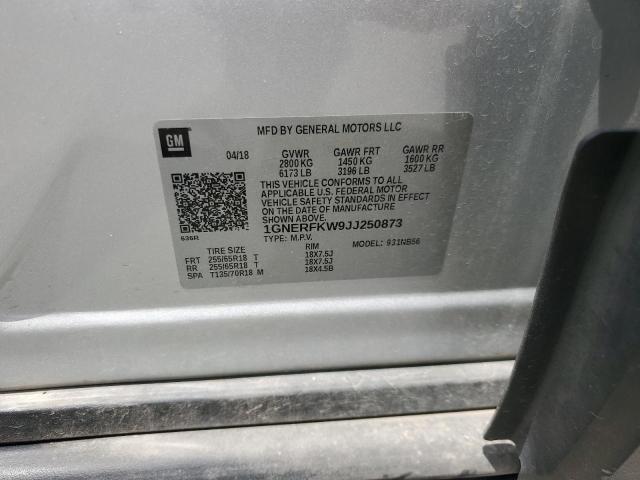 GM
MFD BY GENERAL MOTORS LLC
04/18 GVWR GAWR FRT GAWR RR
2800 KG 1450 KG 1600 KG
6173 LB 3196 LB 3527 LB
THIS VEHICLE CONFORMS TO ALL
APPLICABLE U.S. FEDERAL MOTOR
VEHICLE SAFETY STANDARDS IN EFFECT
ON THE DATE OF MANUFACTURE
SHOWN ABOVE.
1GNERFKW9JJ250873
636R
TYPE: M.P.V. MODEL: 931NB56
TIRE SIZE RIM
FRT 255/65R18 T 18X7.5J
RR 255/65R18 T 18X7.5J
SPA T135/70R18 M 18X4.5B